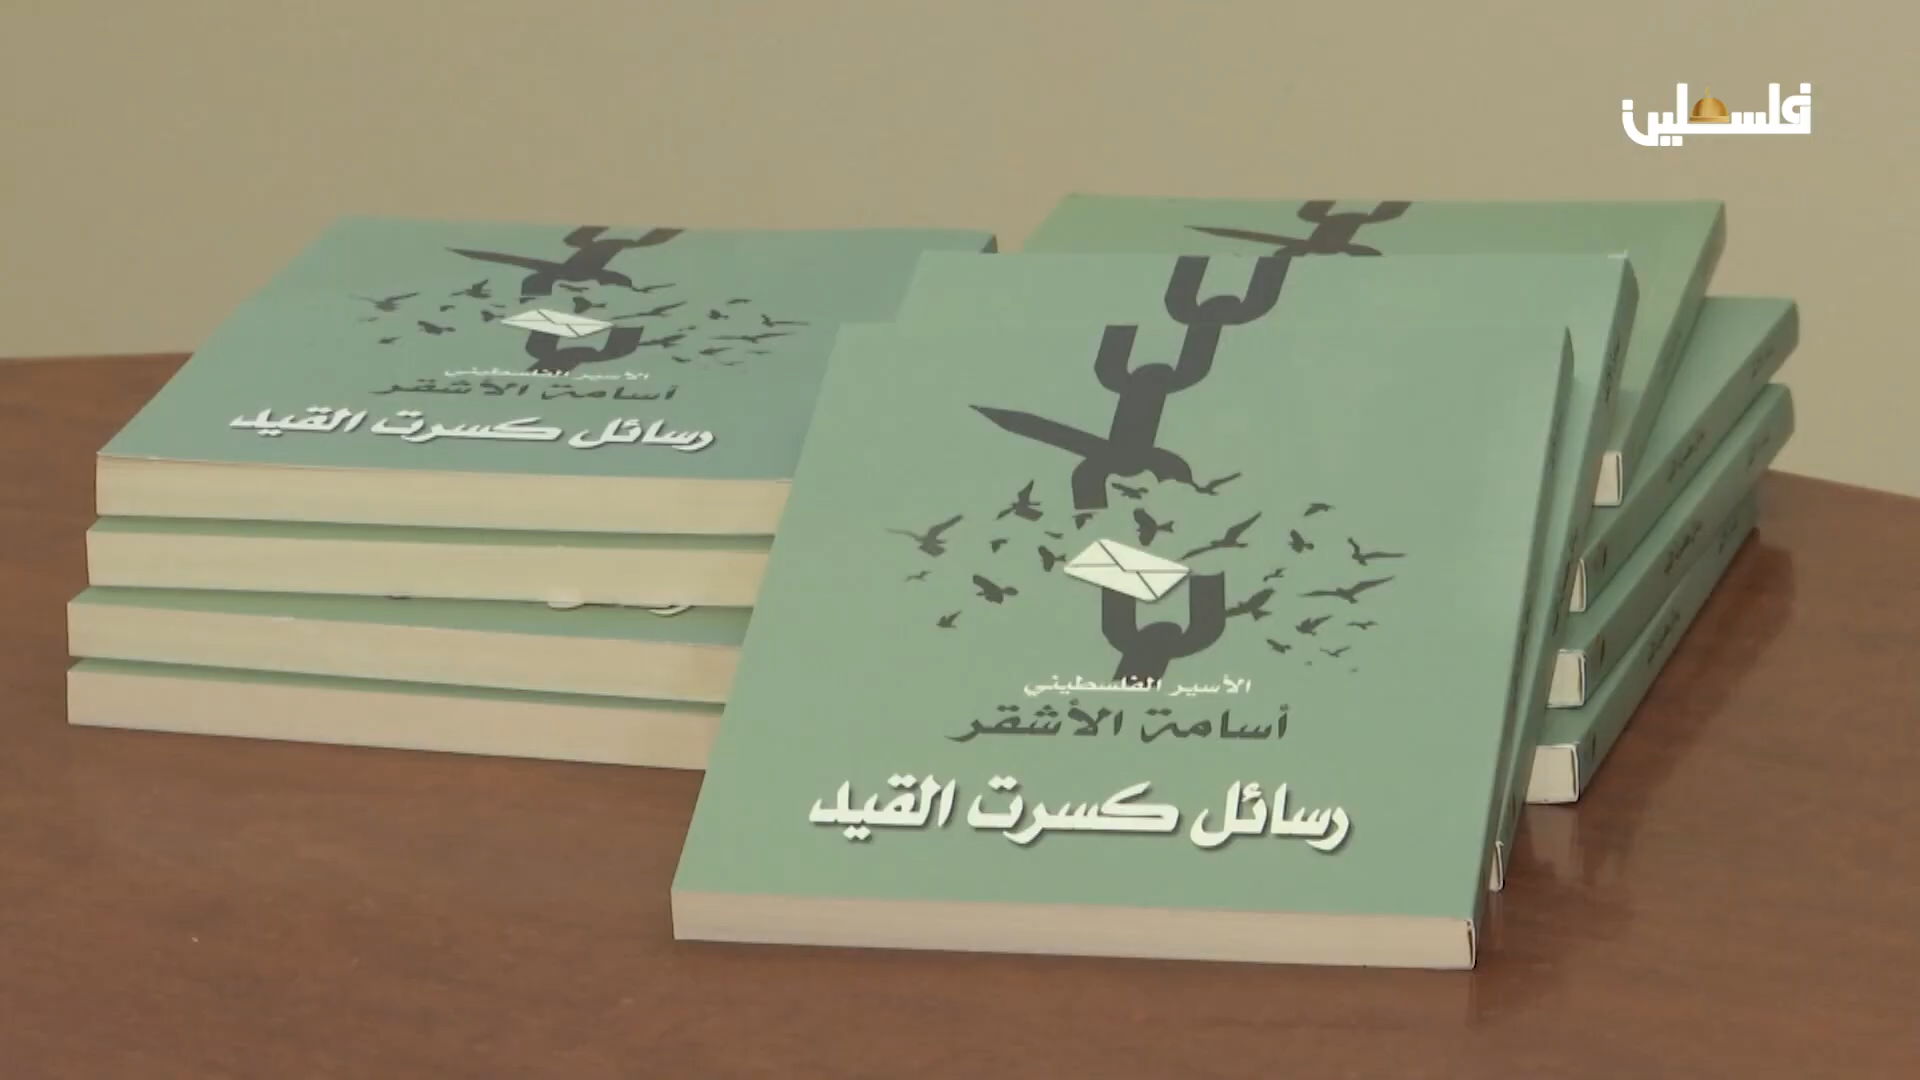 فلسطين
الأسير الفلسطيني
أسامة الأشقر
رسائل كسرت القيد
الأسير الفلسطيني
أسامة الأشقر
رسائل كسرت القيد